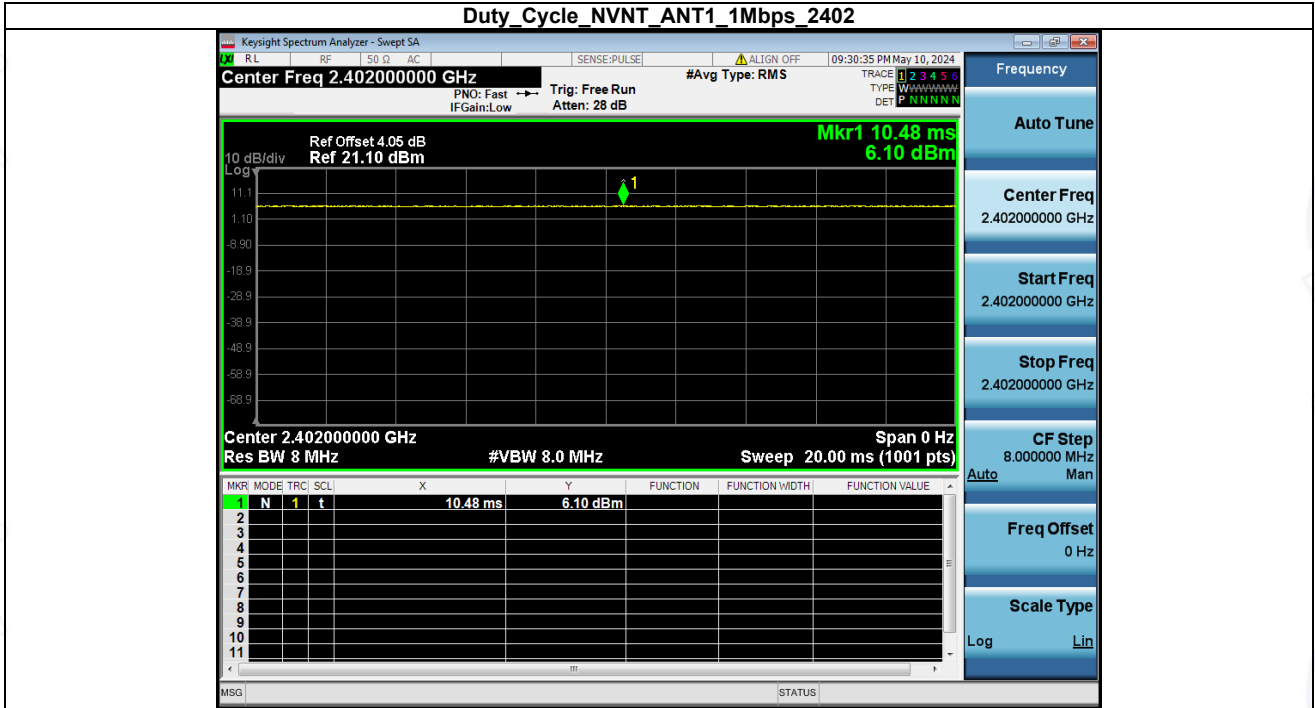 Duty_Cycle_NVNT_ANT1_1Mbps_2402
Keysight Spectrum Analyzer - Swept SA
LXI RL RF 50 Ω AC SENSE:PULSE ALIGN OFF 09:30:35 PM May 10, 2024
Center Freq 2.402000000 GHz
#Avg Type: RMS
TRACE 1 2 3 4 5 6
TYPE WWWWWW
DET P N N N N N
PNO: Fast
IFGain:Low
Trig: Free Run
Atten: 28 dB
Mkr1 10.48 ms
6.10 dBm
Ref Offset 4.05 dB
10 dB/div Ref 21.10 dBm
Log
1
11.1
1.10
-8.90
-18.9
-28.9
-38.9
-48.9
-58.9
-68.9
Center 2.402000000 GHz Span 0 Hz
Res BW 8 MHz #VBW 8.0 MHz Sweep 20.00 ms (1001 pts)
MKR MODE TRC SCL X Y FUNCTION FUNCTION WIDTH FUNCTION VALUE
1 N 1 t 10.48 ms 6.10 dBm
2
3
4
5
6
7
8
9
10
11
MSG STATUS
Frequency
Auto Tune
Center Freq
2.402000000 GHz
Start Freq
2.402000000 GHz
Stop Freq
2.402000000 GHz
CF Step
8.000000 MHz
Auto Man
Freq Offset
0 Hz
Scale Type
Log Lin